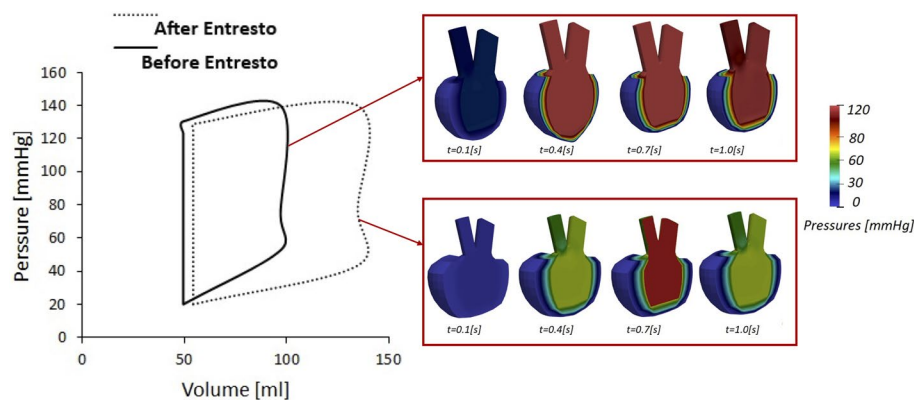 After Entresto
Before Entresto
160
140
120
100
80
60
40
20
0
0
50
100
150
Perssure [mmHg]
Volume [ml]
t=0.1[s]
t=0.4[s]
t=0.7[s]
t=1.0[s]
t=0.1[s]
t=0.4[s]
t=0.7[s]
t=1.0[s]
120
80
60
30
0
Pressures [mmHg]